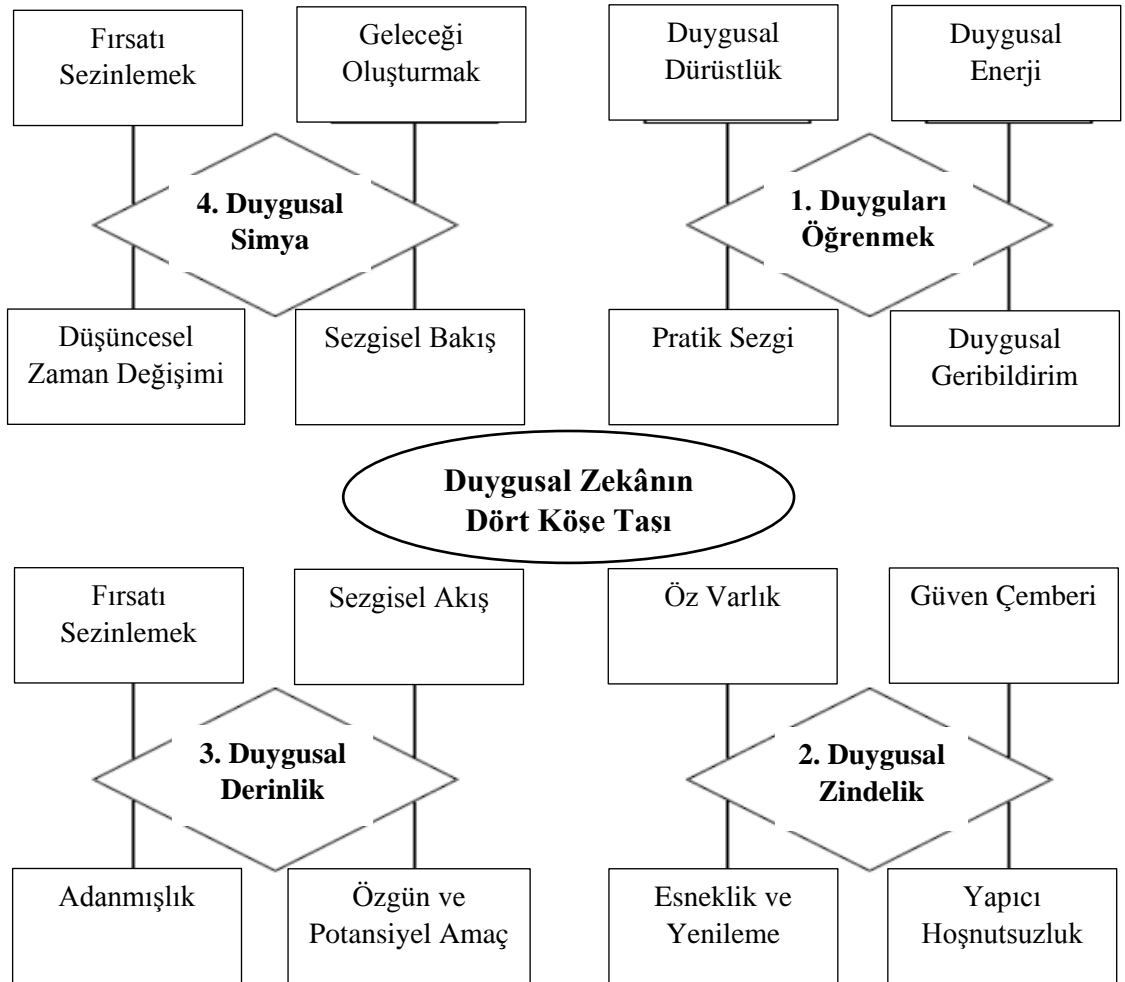 Fırsatı
Sezinlemek
Geleceği
Oluşturmak
Duygusal
Dürüstlük
Duygusal
Enerji
4. Duygusal
Simya
1. Duyguları
Öğrenmek
Düşüncesel
Zaman Değişimi
Sezgisel Bakış
Pratik Sezgi
Duygusal
Geribildirim
Duygusal Zekânın
Dört Köşe Taşı
Fırsatı
Sezinlemek
Sezgisel Akış
Öz Varlık
Güven Çemberi
3. Duygusal
Derinlik
2. Duygusal
Zindelik
Adanmışlık
Özgün ve
Potansiyel Amaç
Esneklik ve
Yenileme
Yapıcı
Hoşnutsuzluk